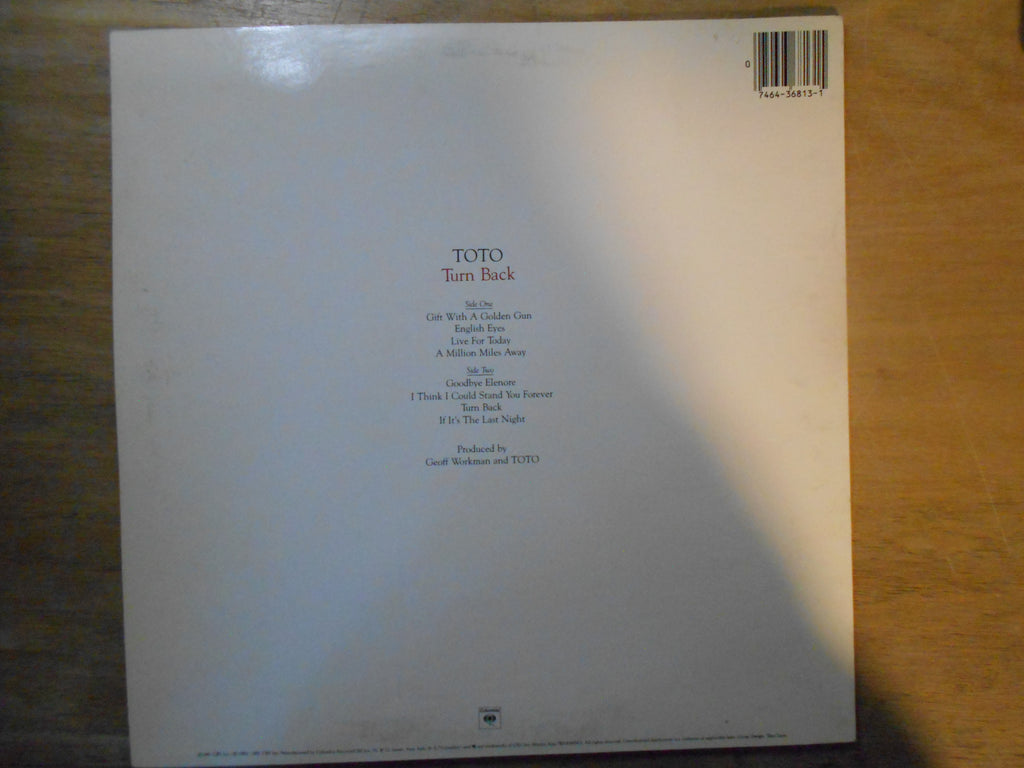 0
7464-36813-1
TOTO
Turn Back
Side One
Gift With A Golden Gun
English Eyes
Live For Today
A Million Miles Away
Side Two
Goodbye Elenore
I Think I Could Stand You Forever
Turn Back
If It's The Last Night
Produced by
Geoff Workman and TOTO
Columbia